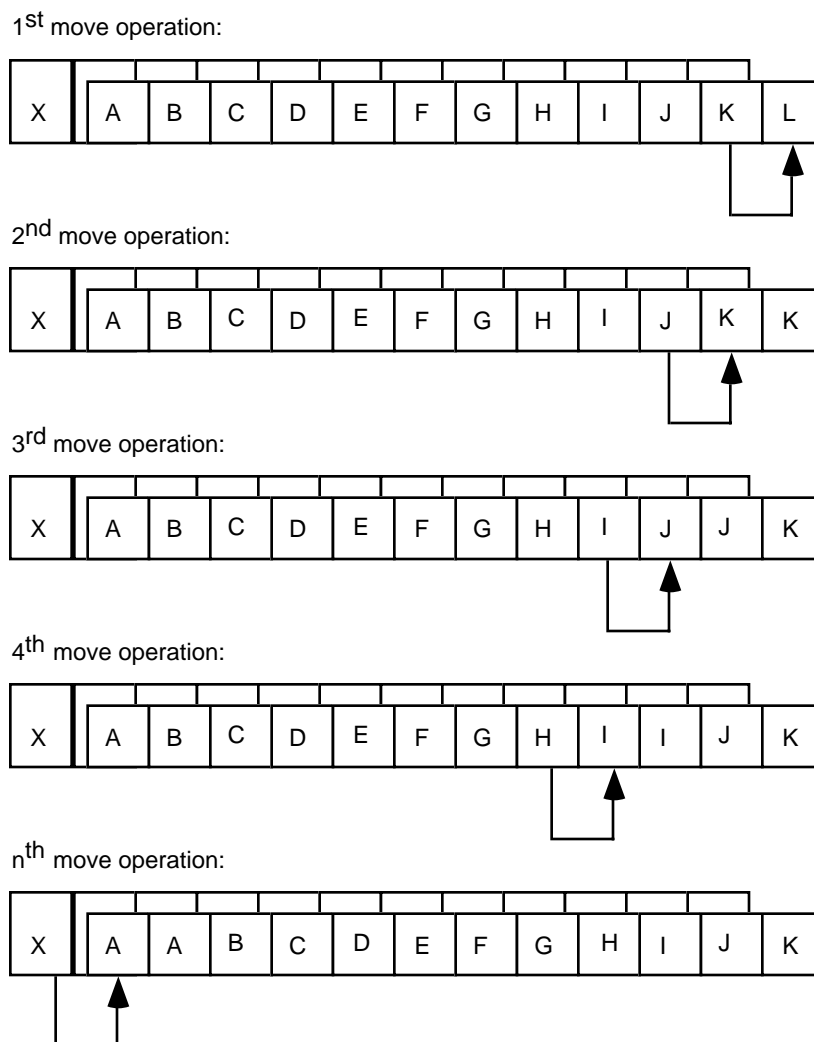 1st move operation:
X A B C D E F G H I J K L
2nd move operation:
X A B C D E F G H I J K K
3rd move operation:
X A B C D E F G H I J J K
4th move operation:
X A B C D E F G H I I J K
nth move operation:
X A A B C D E F G H I J K